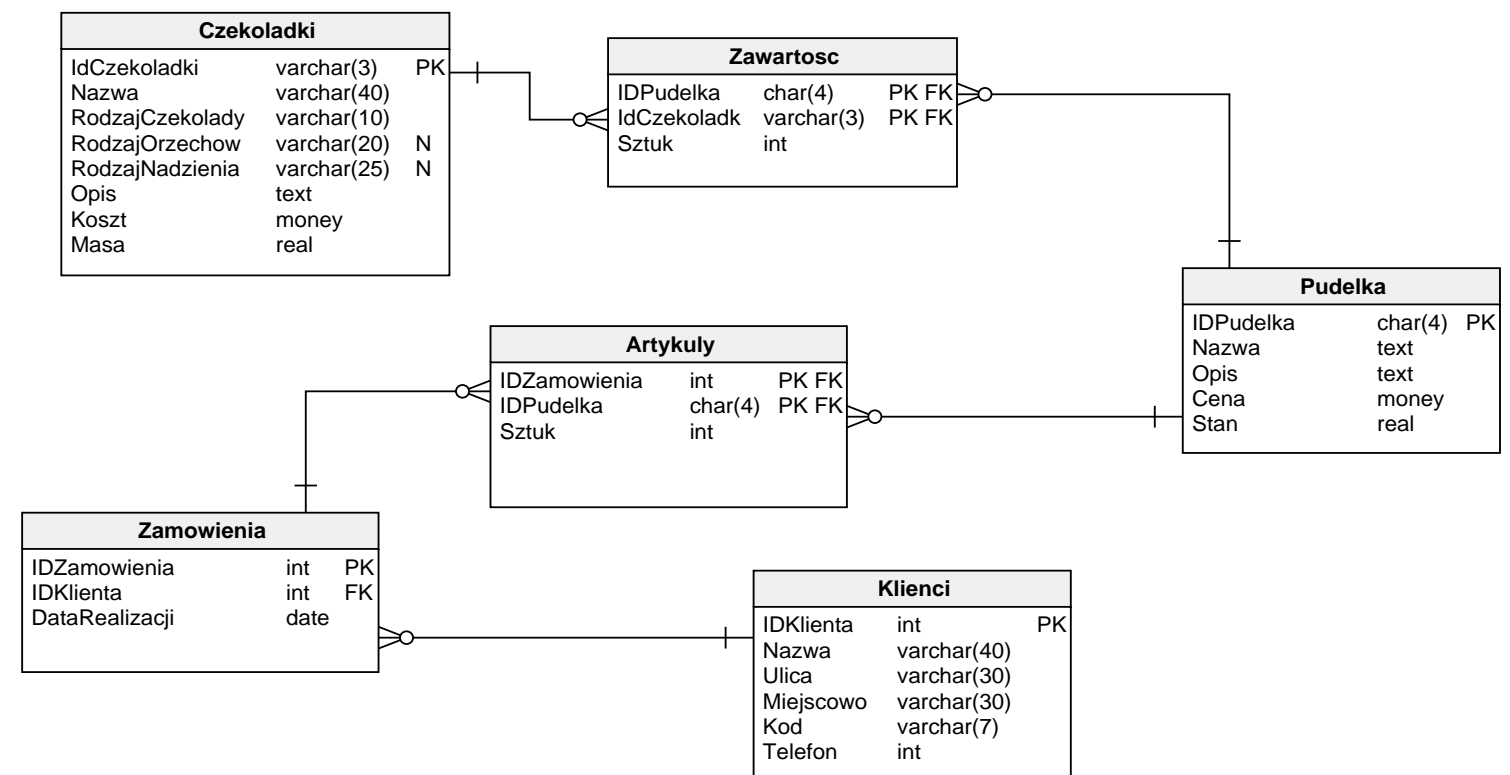 Czekoladki
IdCzekoladki varchar(3) PK
Nazwa varchar(40)
RodzajCzekolady varchar(10)
RodzajOrzechow varchar(20) N
RodzajNadzienia varchar(25) N
Opis text
Koszt money
Masa real
Zawartosc
IDPudelka char(4) PK FK
IdCzekoladk varchar(3) PK FK
Sztuk int
Pudelka
IDPudelka char(4) PK
Nazwa text
Opis text
Cena money
Stan real
Artykuly
IDZamowienia int PK FK
IDPudelka char(4) PK FK
Sztuk int
Zamowienia
IDZamowienia int PK
IDKlienta int FK
DataRealizacji date
Klienci
IDKlienta int PK
Nazwa varchar(40)
Ulica varchar(30)
Miejscowo varchar(30)
Kod varchar(7)
Telefon int